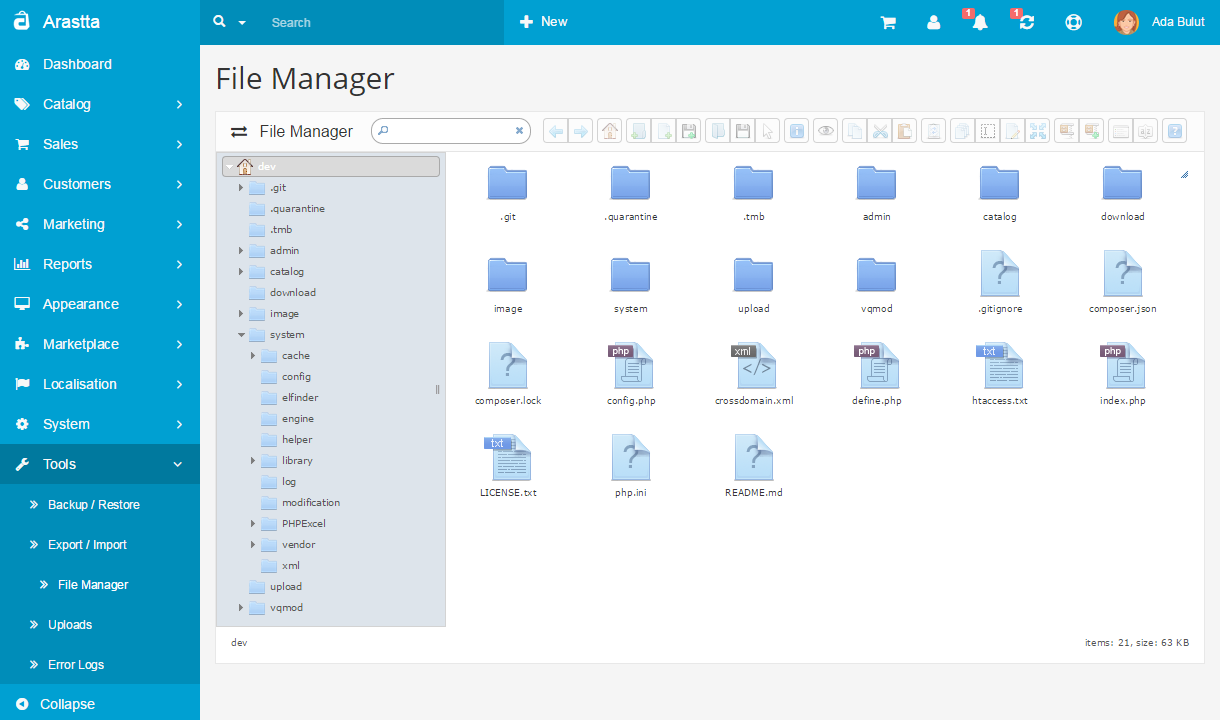 Arastta
Search
New
1
1
Ada Bulut
Dashboard
Catalog
Sales
Customers
Marketing
Reports
Appearance
Marketplace
Localisation
System
Tools
Backup / Restore
Export / Import
File Manager
Uploads
Error Logs
Collapse
File Manager
File Manager
dev
.git
.quarantine
.tmb
admin
catalog
download
image
system
cache
config
elfinder
engine
helper
library
log
modification
PHPExcel
vendor
xml
upload
vqmod
.git .quarantine .tmb admin catalog download
image system upload vqmod .gitignore composer.json
php xml php txt php
composer.lock config.php crossdomain.xml define.php htaccess.txt index.php
txt
LICENSE.txt php.ini README.md
dev
items: 21, size: 63 KB